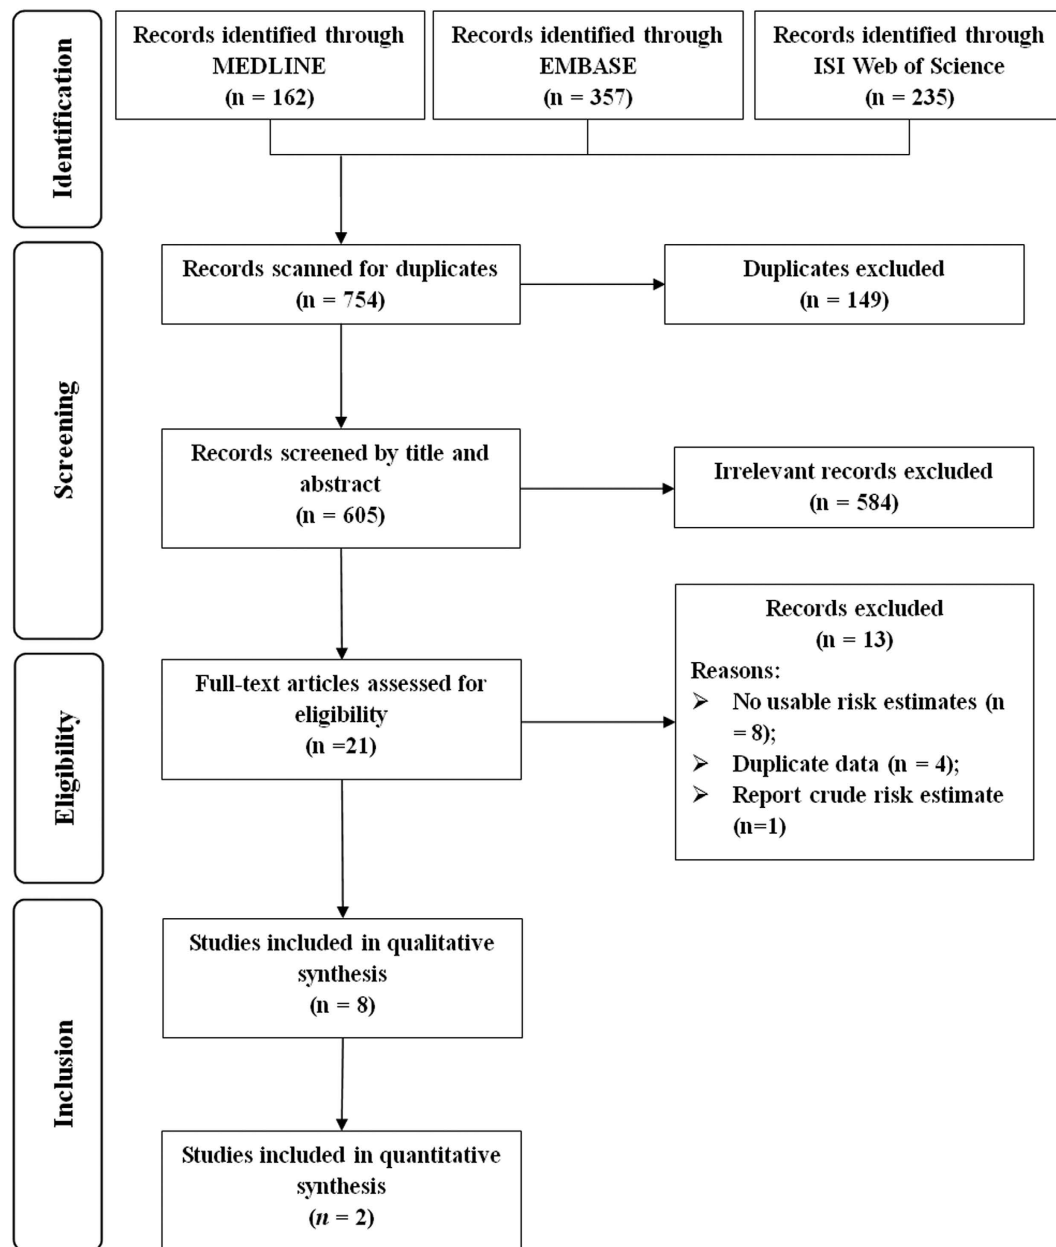 Identification
Records identified through
MEDLINE
(n = 162)
Records identified through
EMBASE
(n = 357)
Records identified through
ISI Web of Science
(n = 235)
Screening
Records scanned for duplicates
(n = 754)
Duplicates excluded
(n = 149)
Records screened by title and
abstract
(n = 605)
Irrelevant records excluded
(n = 584)
Eligibility
Full-text articles assessed for
eligibility
(n =21)
Records excluded
(n = 13)
Reasons:
➢ No usable risk estimates (n
= 8);
➢ Duplicate data (n = 4);
➢ Report crude risk estimate
(n=1)
Inclusion
Studies included in qualitative
synthesis
(n = 8)
Studies included in quantitative
synthesis
(n = 2)